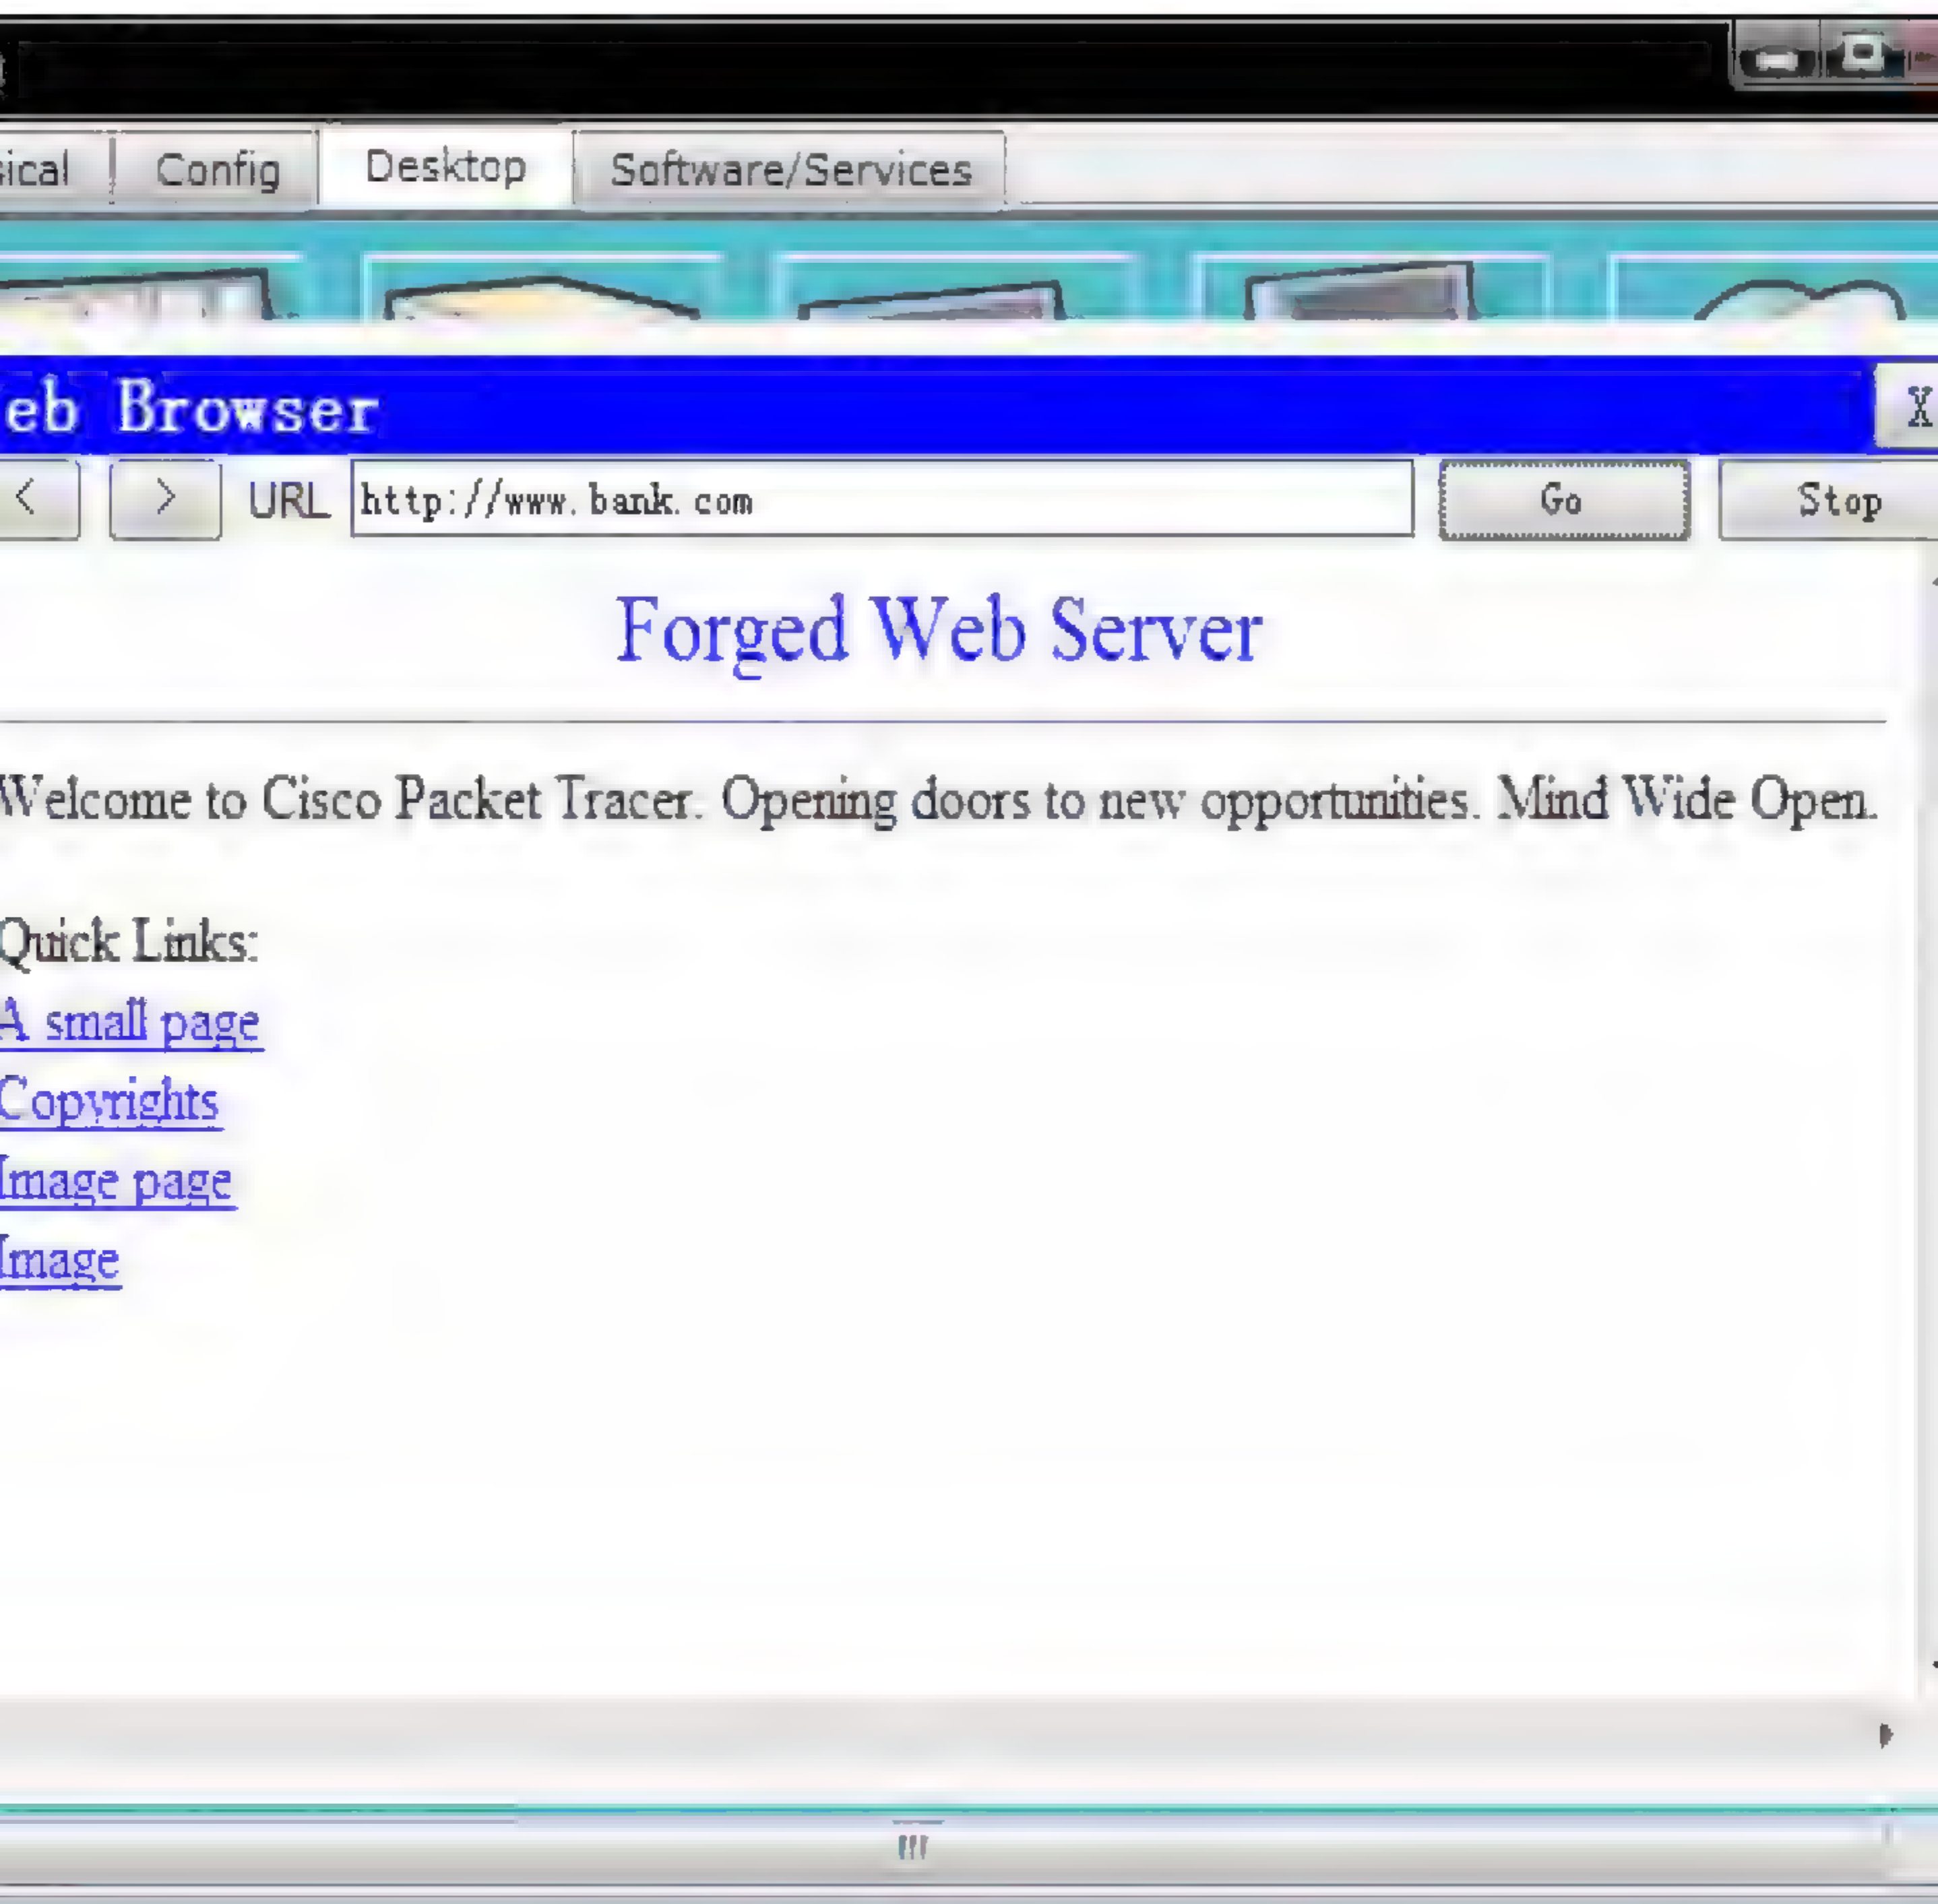 sical Config Desktop Software/Services
eb Browser X
< > URL http://www.bank.com Go Stop
Forged Web Server
Welcome to Cisco Packet Tracer. Opening doors to new opportunities. Mind Wide Open.
Quick Links:
A small page
Copyrights
Image page
Image